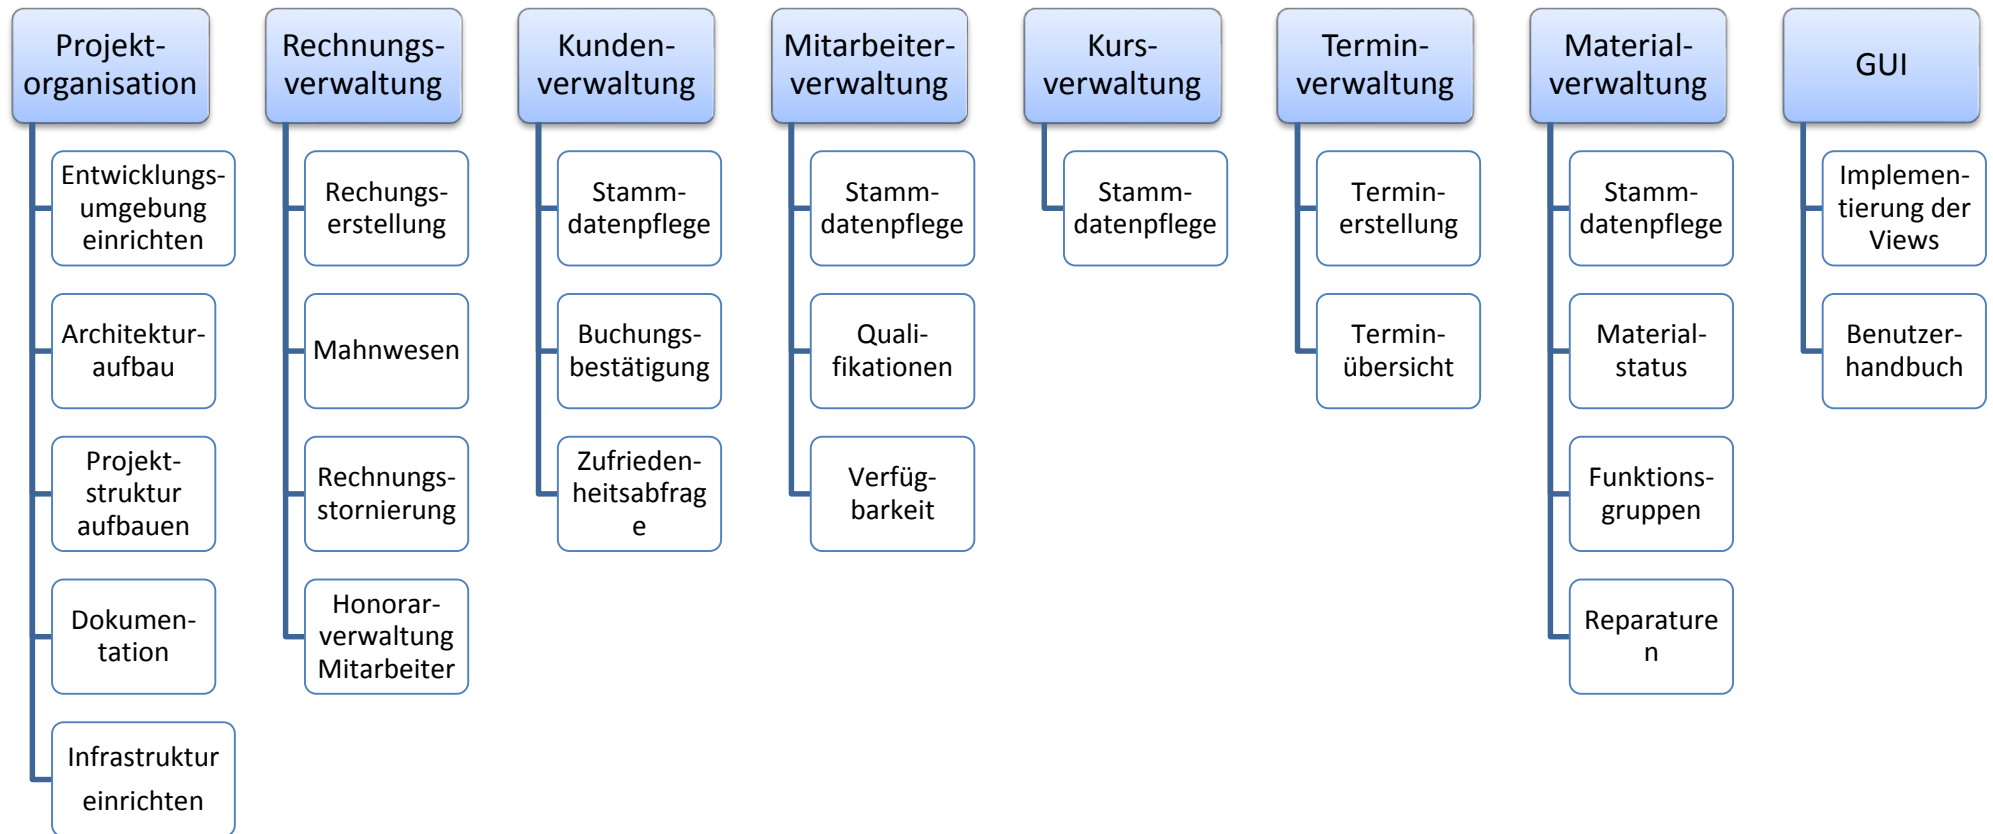 Projekt-
organisation
Entwicklungs-
umgebung
einrichten
Architektur-
aufbau
Projekt-
struktur
aufbauen
Dokumen-
tation
Infrastruktur
einrichten
Rechnungs-
verwaltung
Rechungs-
erstellung
Mahnwesen
Rechnungs-
stornierung
Honorar-
verwaltung
Mitarbeiter
Kunden-
verwaltung
Stamm-
datenpflege
Buchungs-
bestätigung
Zufrieden-
heitsabfrag
e
Mitarbeiter-
verwaltung
Stamm-
datenpflege
Quali-
fikationen
Verfüg-
barkeit
Kurs-
verwaltung
Stamm-
datenpflege
Termin-
verwaltung
Termin-
erstellung
Termin-
übersicht
Material-
verwaltung
Stamm-
datenpflege
Material-
status
Funktions-
gruppen
Reparature
n
GUI
Implemen-
tierung der
Views
Benutzer-
handbuch